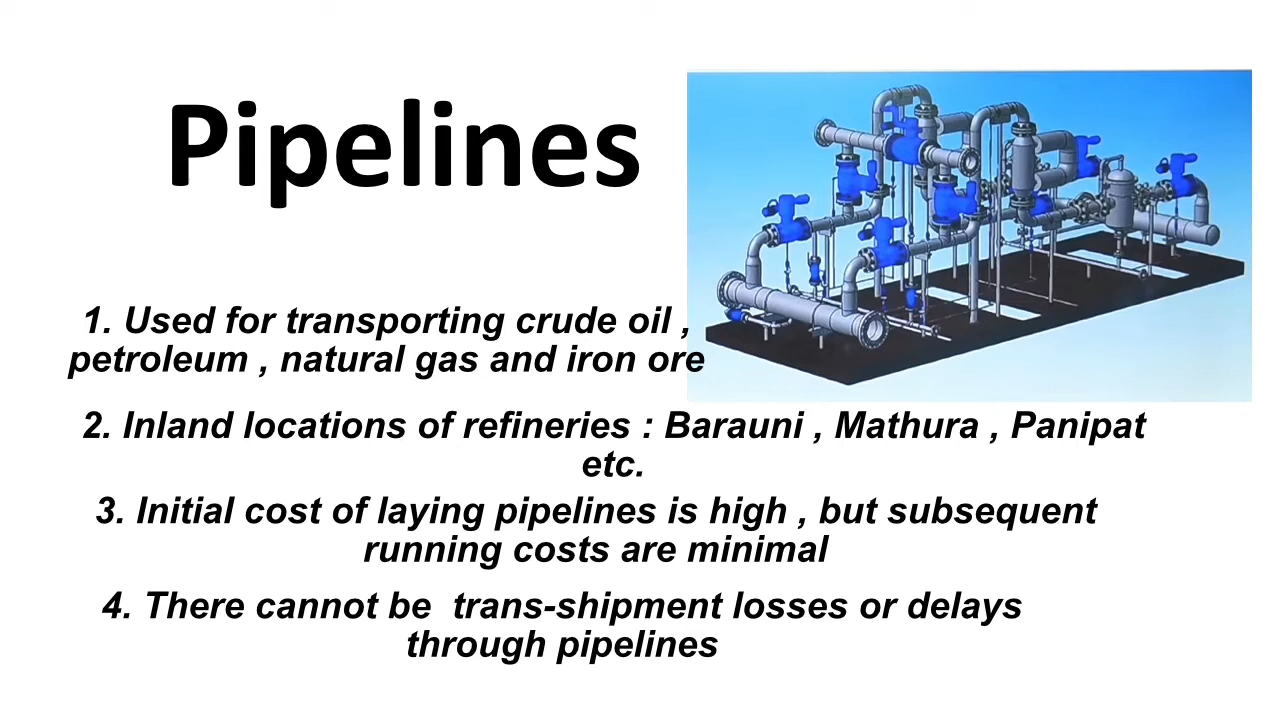 Pipelines
1. Used for transporting crude oil ,
petroleum , natural gas and iron ore
2. Inland locations of refineries : Barauni , Mathura , Panipat
etc.
3. Initial cost of laying pipelines is high , but subsequent
running costs are minimal
4. There cannot be  trans-shipment losses or delays
through pipelines